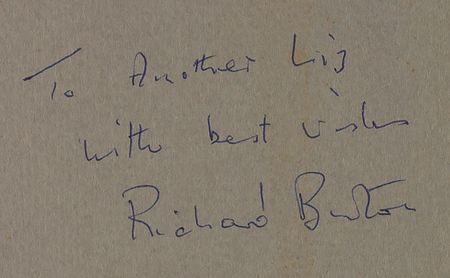 To Another Liz
with best wishes
Richard Burton